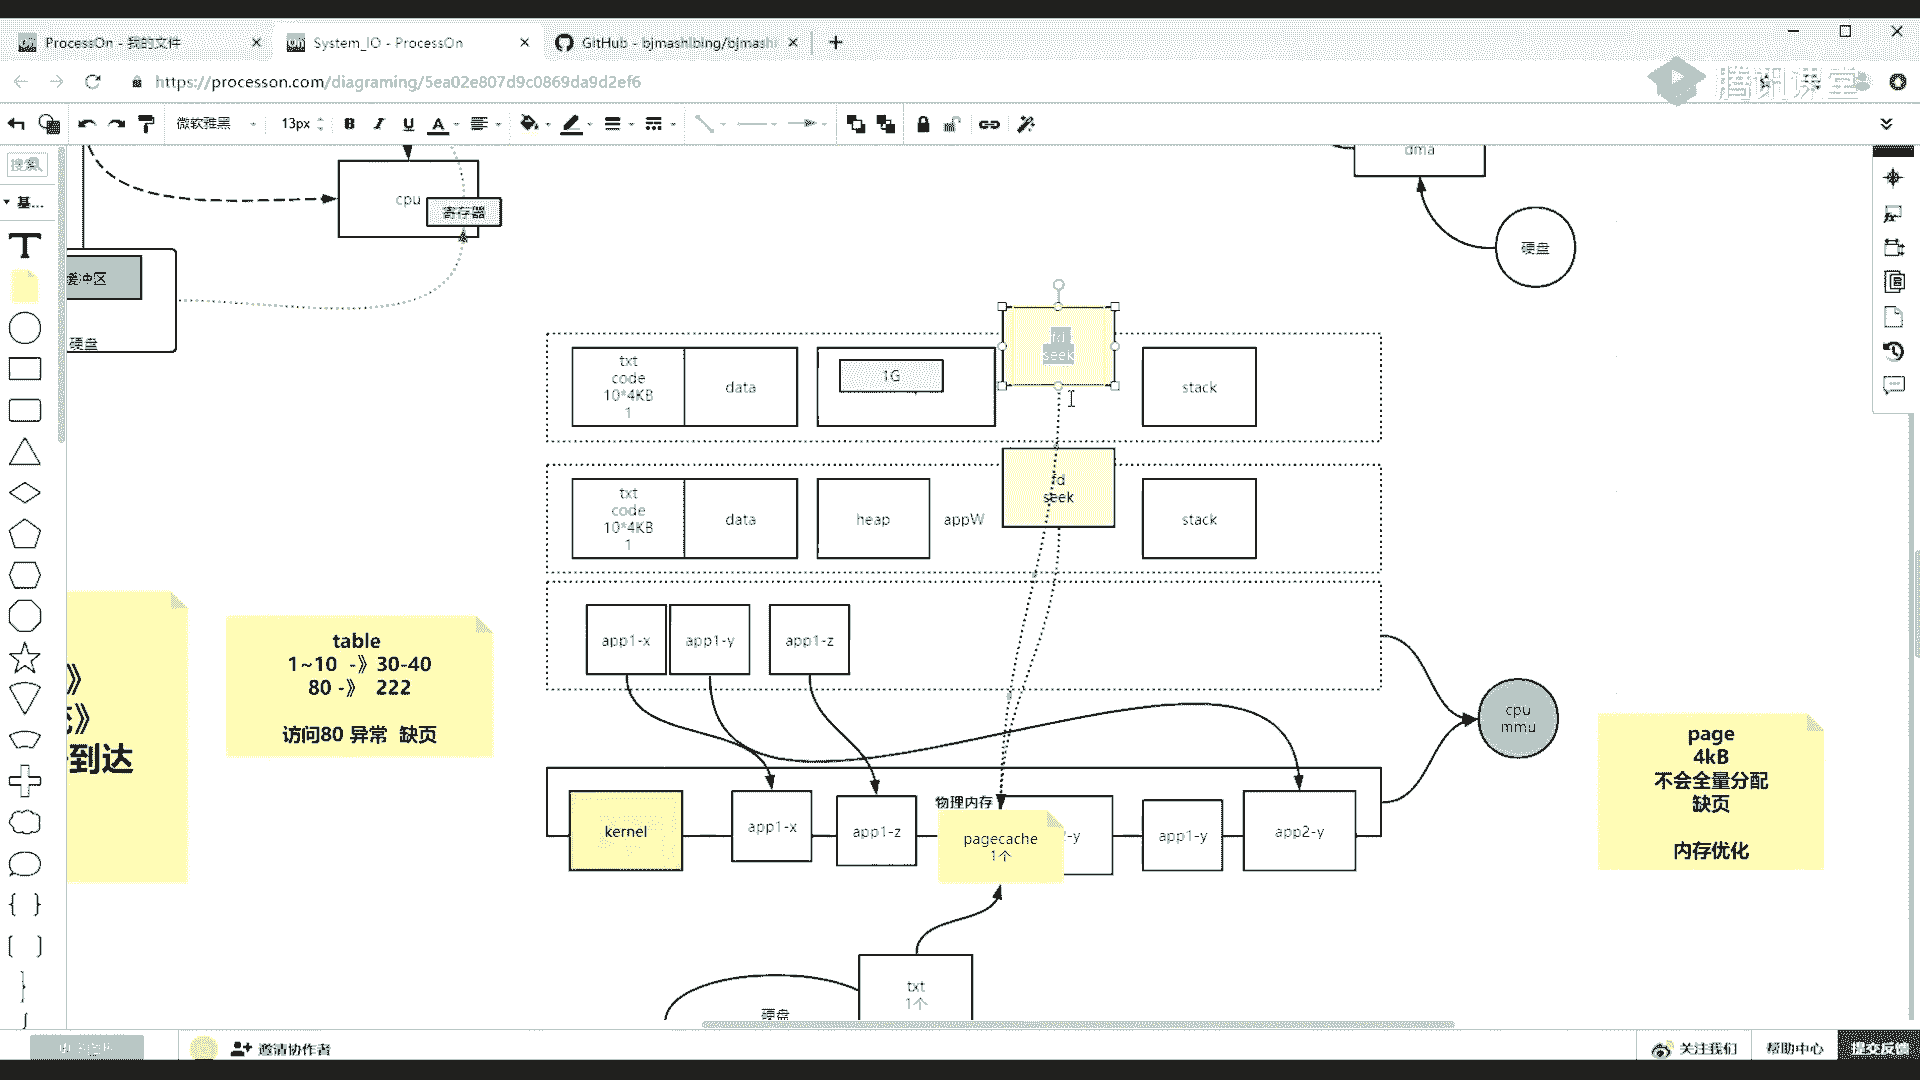 ProcessOn - 我的文件
System_IO - ProcessOn
GitHub - bjmashibing/bjmashi
https://processon.com/diagraming/5ea02e807d9c0869da9d2ef6
腾讯课堂
微软雅黑
13px
B
I
U
A
搜索
基...
T
cpu
寄存器
缓冲区
硬盘
dma
硬盘
txt
code
10*4KB
1
data
1G
fd
seek
stack
txt
code
10*4KB
1
data
heap
appW
fd
seek
stack
app1-x
app1-y
app1-z
cpu
mmu
》
》
到达
table
1~10 -》30-40
80 -》 222
访问80 异常 缺页
page
4kB
不会全量分配
缺页
内存优化
物理内存
kernel
app1-x
app1-z
pagecache
1个
-y
app1-y
app2-y
txt
1个
硬盘
邀请协作者
关注我们
帮助中心
提交反馈